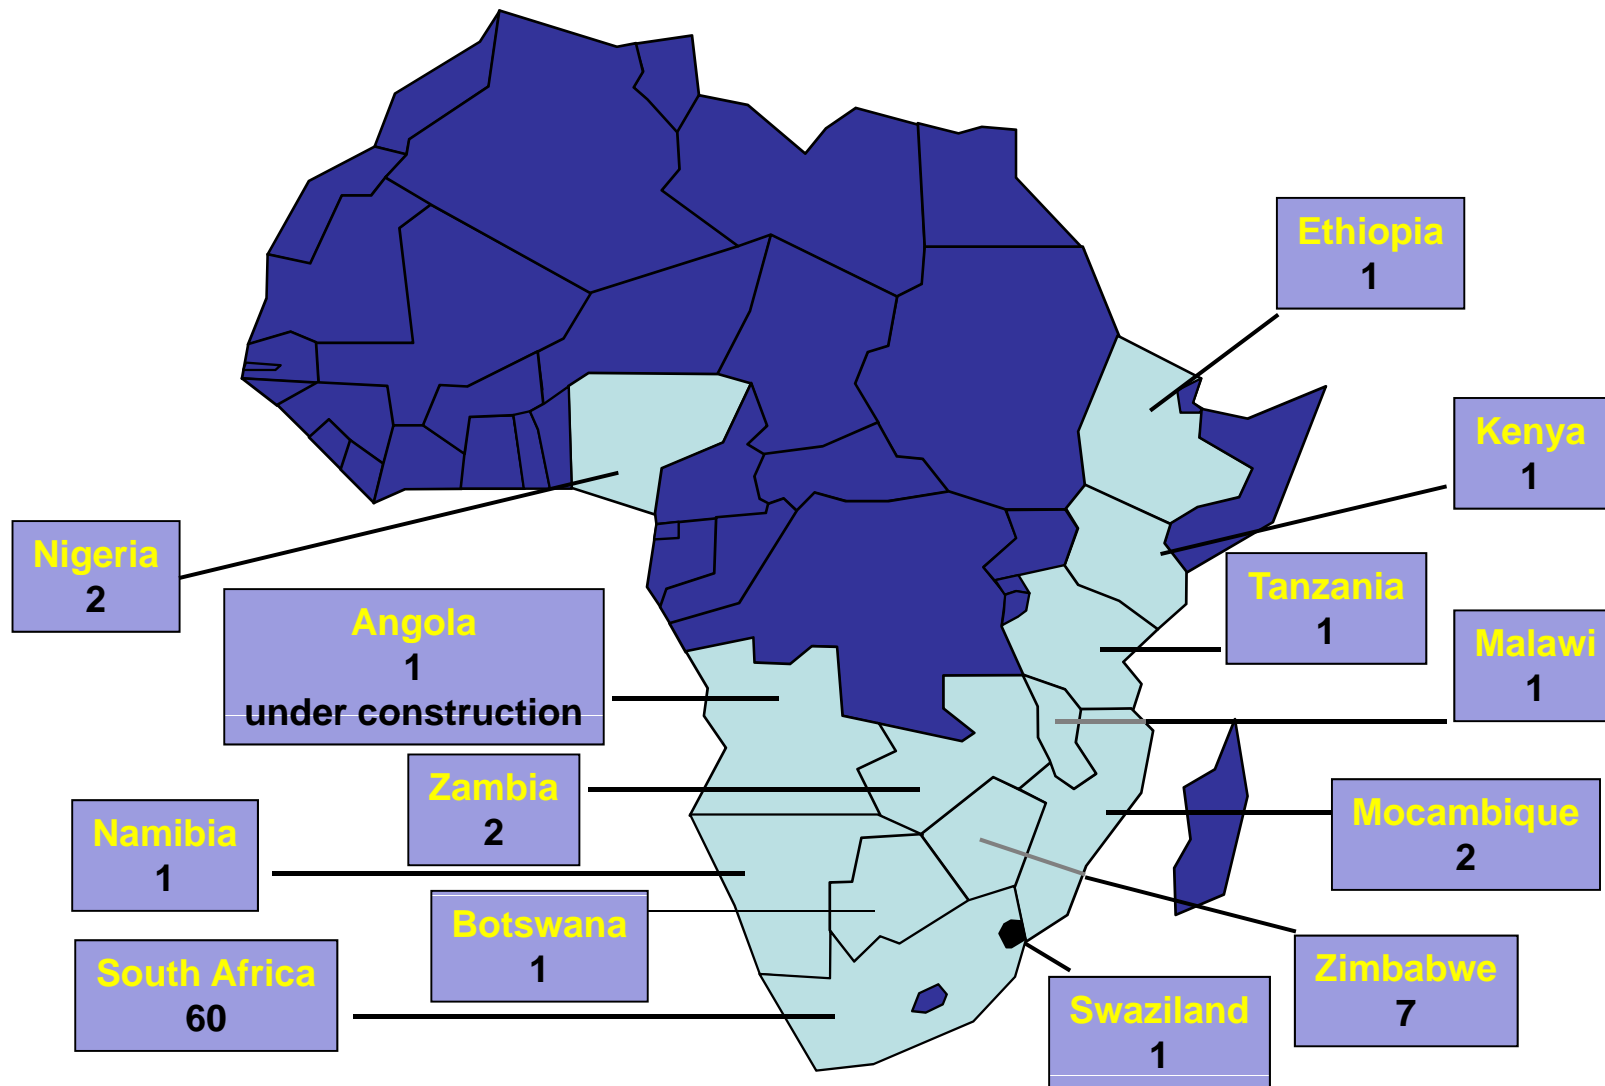 Ethiopia
1
Kenya
1
Nigeria
2
Tanzania
1
Angola
1
under construction
Malawi
1
Zambia
2
Mocambique
2
Namibia
1
Botswana
1
South Africa
60
Zimbabwe
7
Swaziland
1